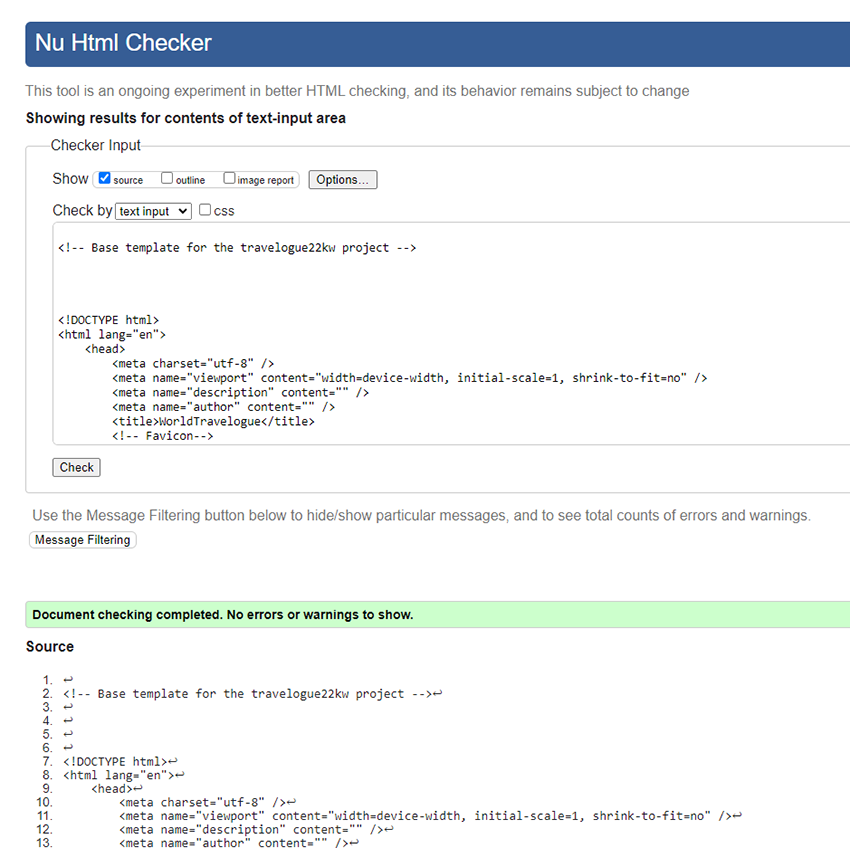 Nu Html Checker
This tool is an ongoing experiment in better HTML checking, and its behavior remains subject to change
Showing results for contents of text-input area
Checker Input
Show source outline image report Options...
Check by text input css
<!-- Base template for the travelogue22kw project -->
<!DOCTYPE html>
<html lang="en">
<head>
<meta charset="utf-8" />
<meta name="viewport" content="width=device-width, initial-scale=1, shrink-to-fit=no" />
<meta name="description" content="" />
<meta name="author" content="" />
<title>WorldTravelogue</title>
<!-- Favicon-->
Check
Use the Message Filtering button below to hide/show particular messages, and to see total counts of errors and warnings.
Message Filtering
Document checking completed. No errors or warnings to show.
Source
1. ↩
2. <!-- Base template for the travelogue22kw project -->↩
3. ↩
4. ↩
5. ↩
6. ↩
7. <!DOCTYPE html>↩
8. <html lang="en">↩
9. <head>↩
10. <meta charset="utf-8" />↩
11. <meta name="viewport" content="width=device-width, initial-scale=1, shrink-to-fit=no" />↩
12. <meta name="description" content="" />↩
13. <meta name="author" content="" />↩